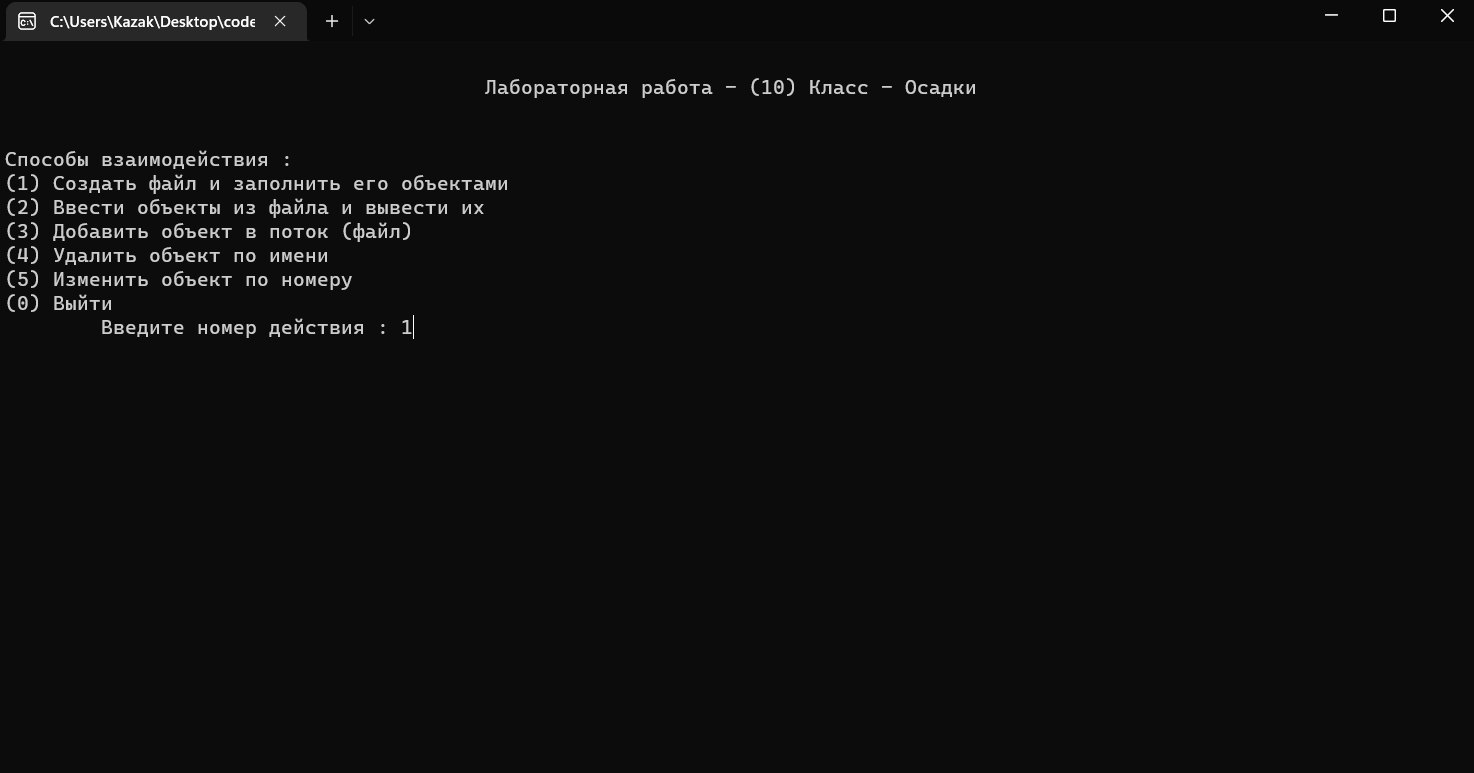 C:\Users\Kazak\Desktop\code
Лабораторная работа - (10) Класс - Осадки
Способы взаимодействия :
(1) Создать файл и заполнить его объектами
(2) Ввести объекты из файла и вывести их
(3) Добавить объект в поток (файл)
(4) Удалить объект по имени
(5) Изменить объект по номеру
(0) Выйти
Введите номер действия : 1